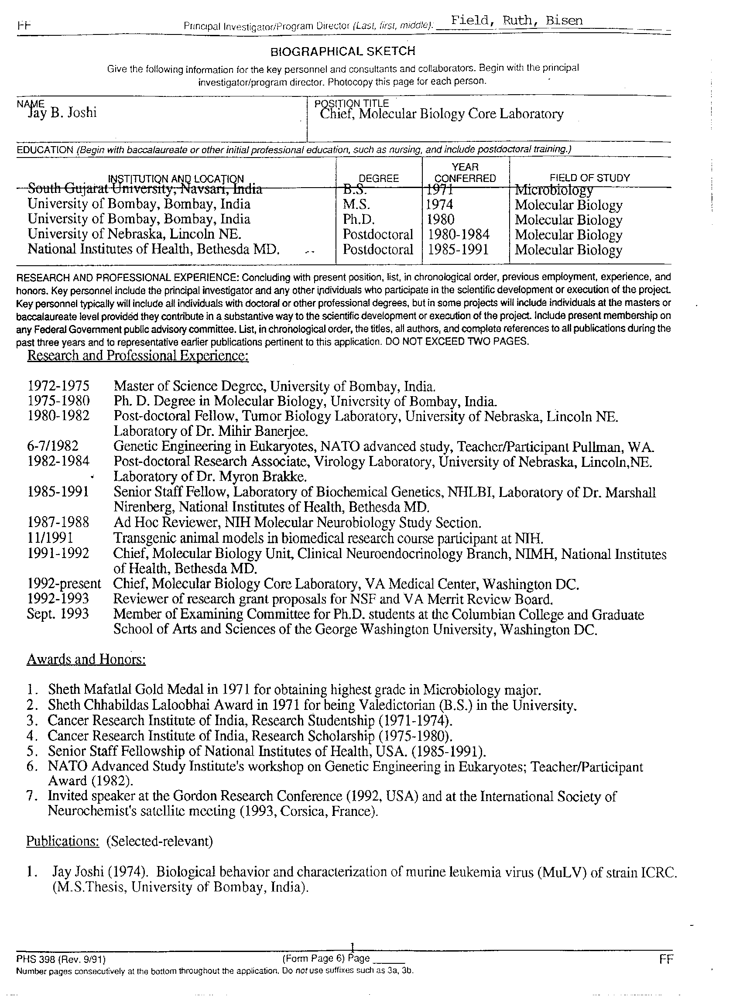 FF Principal Investigator/Program Director (Last, first, middle): Field, Ruth, Bisen
BIOGRAPHICAL SKETCH
Give the following information for the key personnel and consultants and collaborators. Begin with the principal
investigator/program director. Photocopy this page for each person.
NAME POSITION TITLE
Jay B. Joshi Chief, Molecular Biology Core Laboratory
EDUCATION (Begin with baccalaureate or other initial professional education, such as nursing, and include postdoctoral training.)
INSTITUTION AND LOCATION DEGREE YEAR CONFERRED FIELD OF STUDY
South Gujarat University, Navsari, India B.S. 1971 Microbiology
University of Bombay, Bombay, India M.S. 1974 Molecular Biology
University of Bombay, Bombay, India Ph.D. 1980 Molecular Biology
University of Nebraska, Lincoln NE. Postdoctoral 1980-1984 Molecular Biology
National Institutes of Health, Bethesda MD. Postdoctoral 1985-1991 Molecular Biology
RESEARCH AND PROFESSIONAL EXPERIENCE: Concluding with present position, list, in chronological order, previous employment, experience, and
honors. Key personnel include the principal investigator and any other individuals who participate in the scientific development or execution of the project.
Key personnel typically will include all individuals with doctoral or other professional degrees, but in some projects will include individuals at the masters or
baccalaureate level provided they contribute in a substantive way to the scientific development or execution of the project. Include present membership on
any Federal Government public advisory committee. List, in chronological order, the titles, all authors, and complete references to all publications during the
past three years and to representative earlier publications pertinent to this application. DO NOT EXCEED TWO PAGES.
Research and Professional Experience:
1972-1975 Master of Science Degree, University of Bombay, India.
1975-1980 Ph. D. Degree in Molecular Biology, University of Bombay, India.
1980-1982 Post-doctoral Fellow, Tumor Biology Laboratory, University of Nebraska, Lincoln NE.
Laboratory of Dr. Mihir Banerjee.
6-7/1982 Genetic Engineering in Eukaryotes, NATO advanced study, Teacher/Participant Pullman, WA.
1982-1984 Post-doctoral Research Associate, Virology Laboratory, University of Nebraska, Lincoln,NE.
Laboratory of Dr. Myron Brakke.
1985-1991 Senior Staff Fellow, Laboratory of Biochemical Genetics, NHLBI, Laboratory of Dr. Marshall
Nirenberg, National Institutes of Health, Bethesda MD.
1987-1988 Ad Hoc Reviewer, NIH Molecular Neurobiology Study Section.
11/1991 Transgenic animal models in biomedical research course participant at NIH.
1991-1992 Chief, Molecular Biology Unit, Clinical Neuroendocrinology Branch, NIMH, National Institutes
of Health, Bethesda MD.
1992-present Chief, Molecular Biology Core Laboratory, VA Medical Center, Washington DC.
1992-1993 Reviewer of research grant proposals for NSF and VA Merrit Review Board.
Sept. 1993 Member of Examining Committee for Ph.D. students at the Columbian College and Graduate
School of Arts and Sciences of the George Washington University, Washington DC.
Awards and Honors:
1. Sheth Mafatlal Gold Medal in 1971 for obtaining highest grade in Microbiology major.
2. Sheth Chhabildas Laloobhai Award in 1971 for being Valedictorian (B.S.) in the University.
3. Cancer Research Institute of India, Research Studentship (1971-1974).
4. Cancer Research Institute of India, Research Scholarship (1975-1980).
5. Senior Staff Fellowship of National Institutes of Health, USA. (1985-1991).
6. NATO Advanced Study Institute's workshop on Genetic Engineering in Eukaryotes; Teacher/Participant
Award (1982).
7. Invited speaker at the Gordon Research Conference (1992, USA) and at the International Society of
Neurochemist's satellite meeting (1993, Corsica, France).
Publications: (Selected-relevant)
1. Jay Joshi (1974). Biological behavior and characterization of murine leukemia virus (MuLV) of strain ICRC.
(M.S.Thesis, University of Bombay, India).
1
PHS 398 (Rev. 9/91) (Form Page 6) Page ______ FF
Number pages consecutively at the bottom throughout the application. Do not use suffixes such as 3a, 3b.